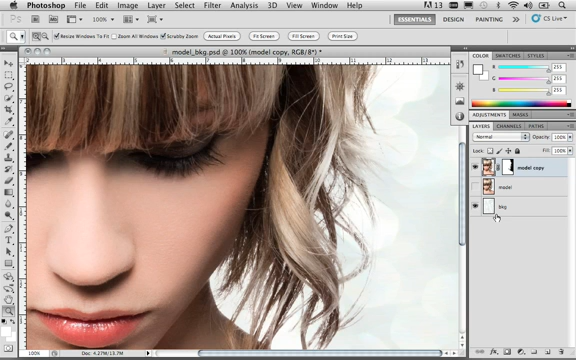 Photoshop File Edit Image Layer Select Filter Analysis 3D View Window Help 13
Mb 100% ESSENTIALS DESIGN PAINTING CS Live
Resize Windows To Fit Zoom All Windows Scrubby Zoom Actual Pixels Fit Screen Fill Screen Print Size
model_bkg.psd @ 100% (model copy, RGB/8*) *
COLOR SWATCHES STYLES
R 255
G 255
B 255
ADJUSTMENTS MASKS
LAYERS CHANNELS PATHS
Normal Opacity: 100%
Lock: Fill: 100%
model copy
model
bkg
100% Doc: 4.27M/13.7M